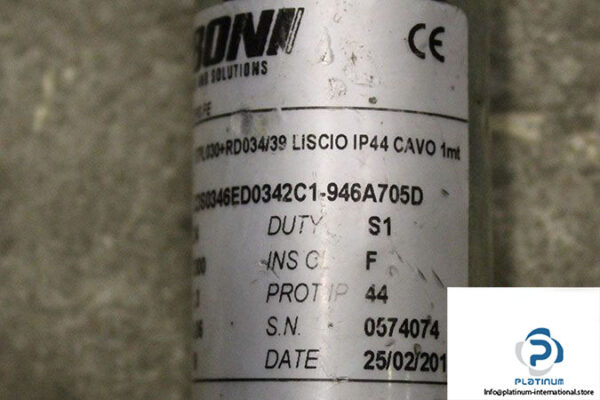 BONI
SOLUTIONS
CE
+RD034/39 LISCIO IP44 CAVO 1mt
60346ED0342C1-946A705D
DUTY S1
INS CL F
PROT IP 44
S.N. 0574074
DATE 25/02/201
PLATINUM
Info@platinum-international.store